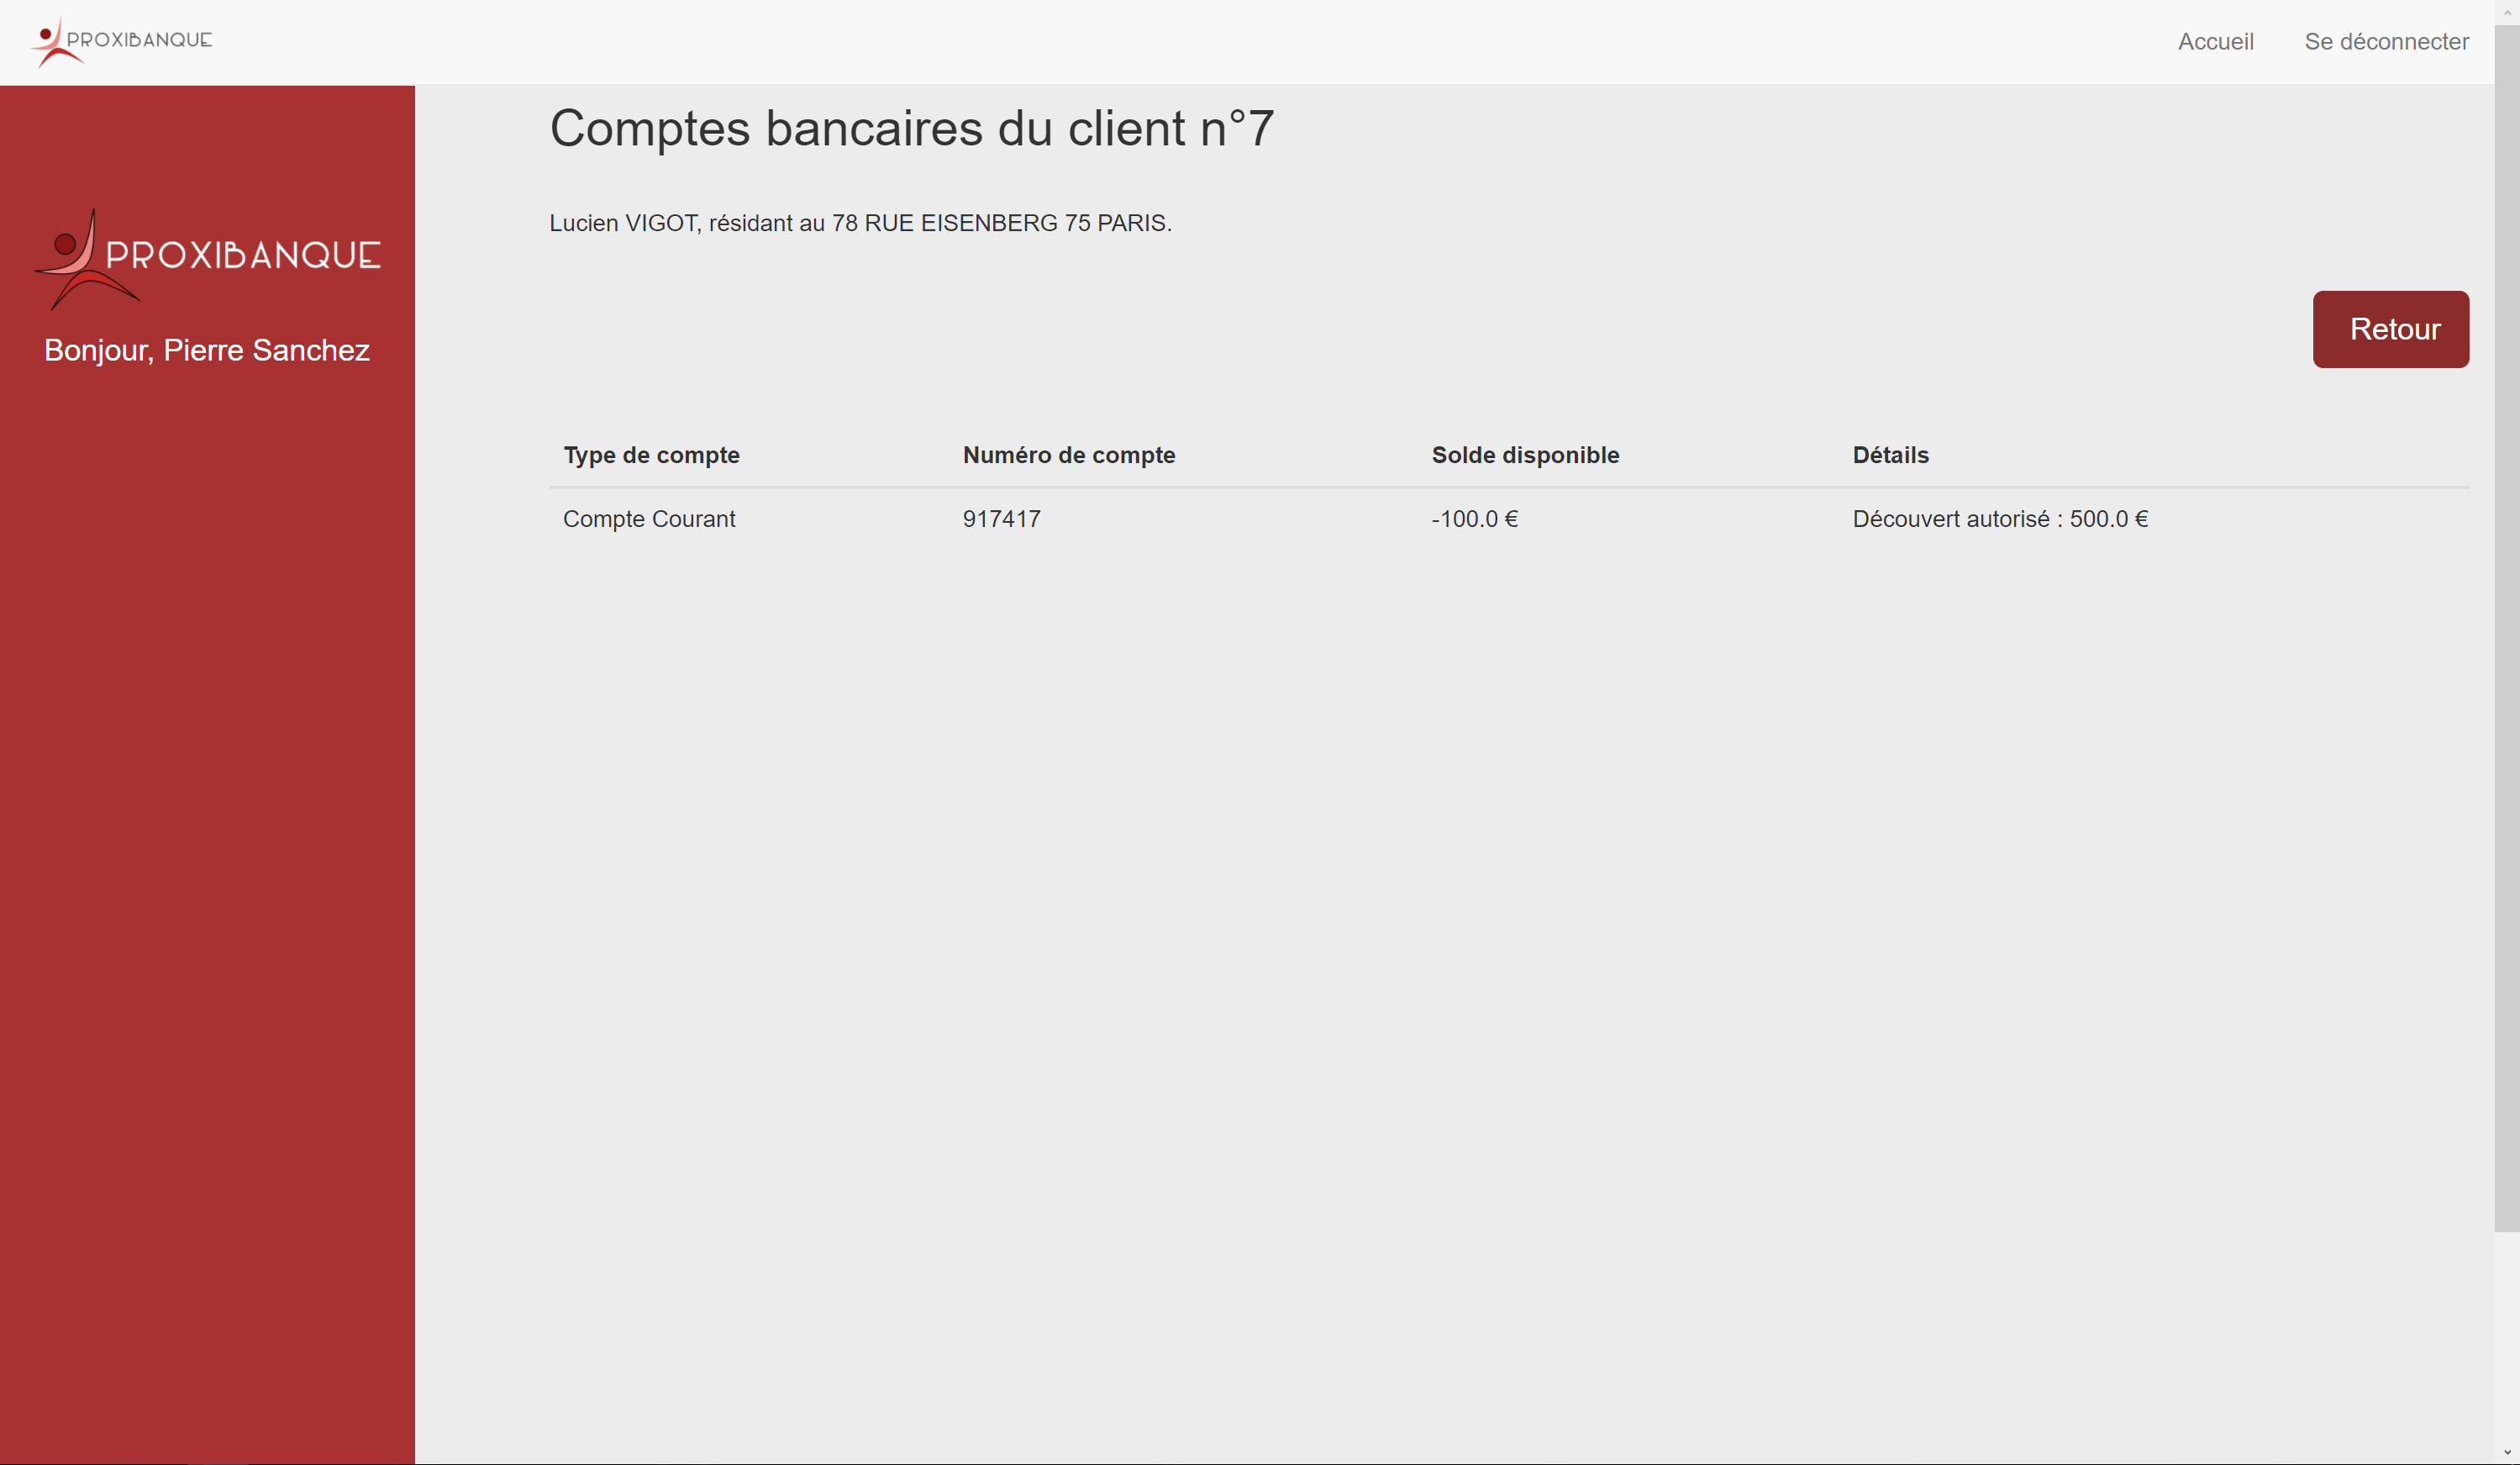 PROXIBANQUE
Accueil Se déconnecter
PROXIBANQUE
Bonjour, Pierre Sanchez
Comptes bancaires du client n°7
Lucien VIGOT, résidant au 78 RUE EISENBERG 75 PARIS.
Retour
Type de compte Numéro de compte Solde disponible Détails
Compte Courant 917417 -100.0 € Découvert autorisé : 500.0 €